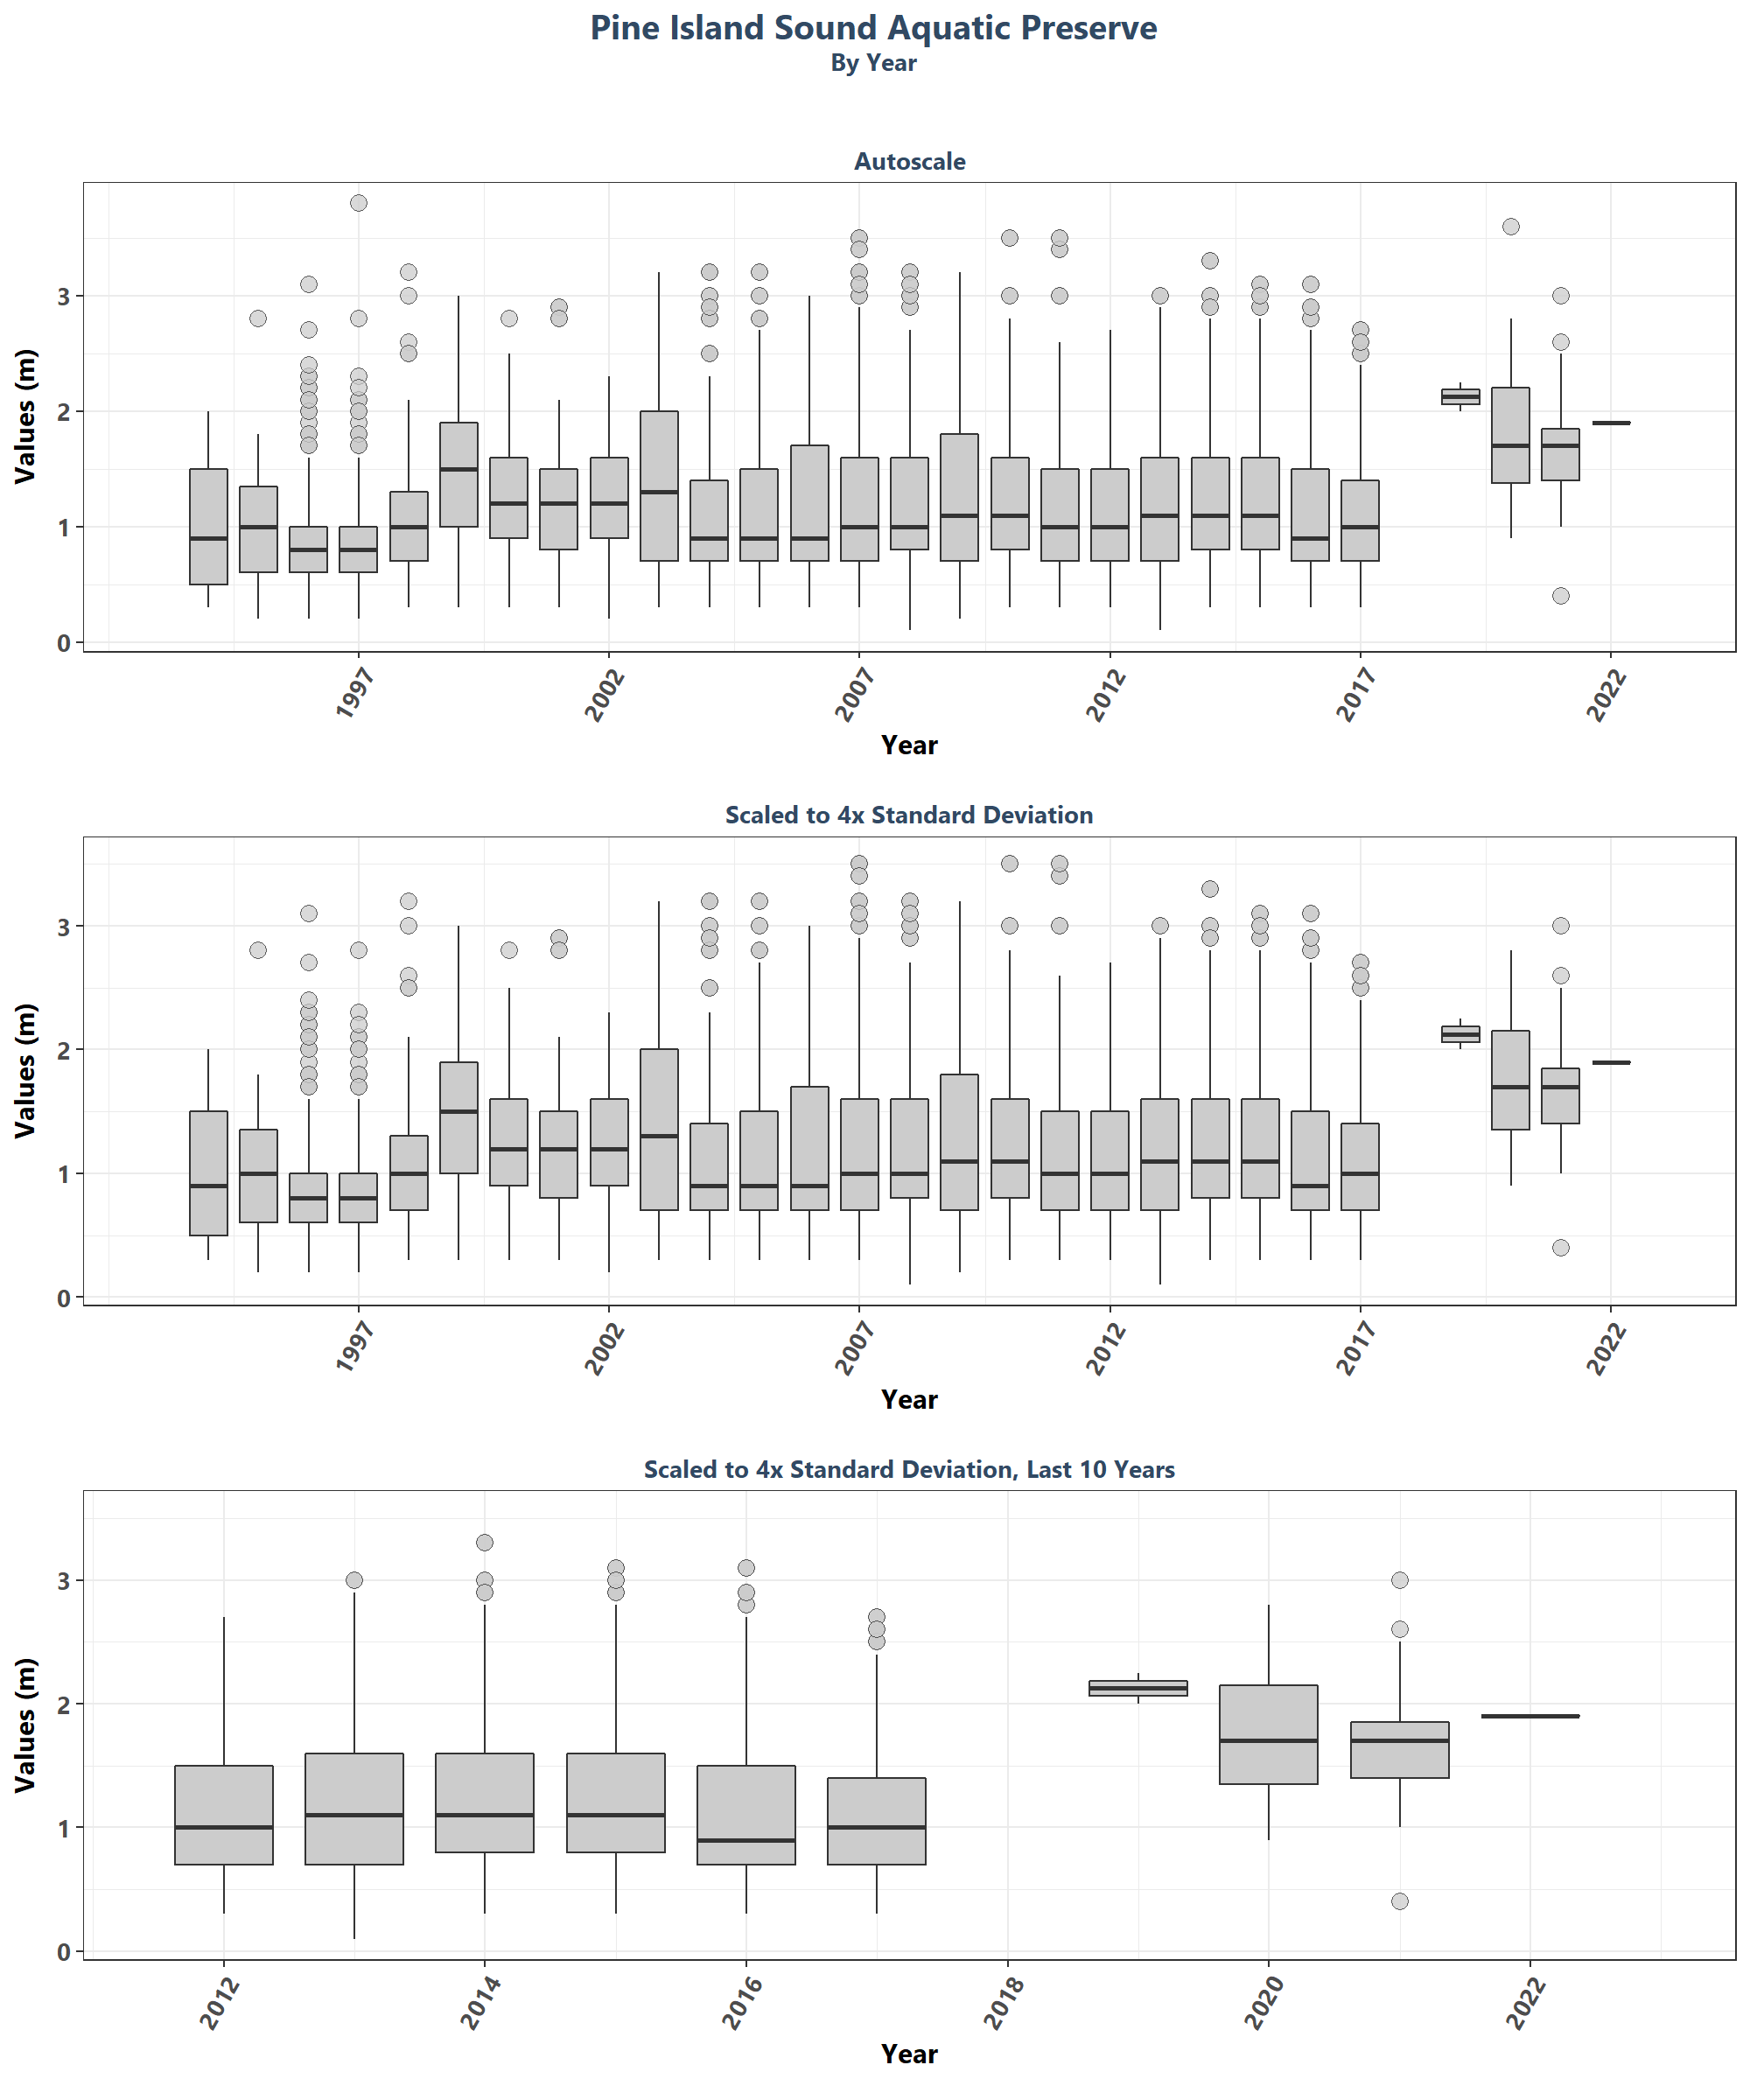 Pine Island Sound Aquatic Preserve
By Year
Autoscale
Values (m)
3
2
1
0
1997 2002 2007 2012 2017 2022
Year
Scaled to 4x Standard Deviation
Values (m)
3
2
1
0
1997 2002 2007 2012 2017 2022
Year
Scaled to 4x Standard Deviation, Last 10 Years
Values (m)
3
2
1
0
2012 2014 2016 2018 2020 2022
Year